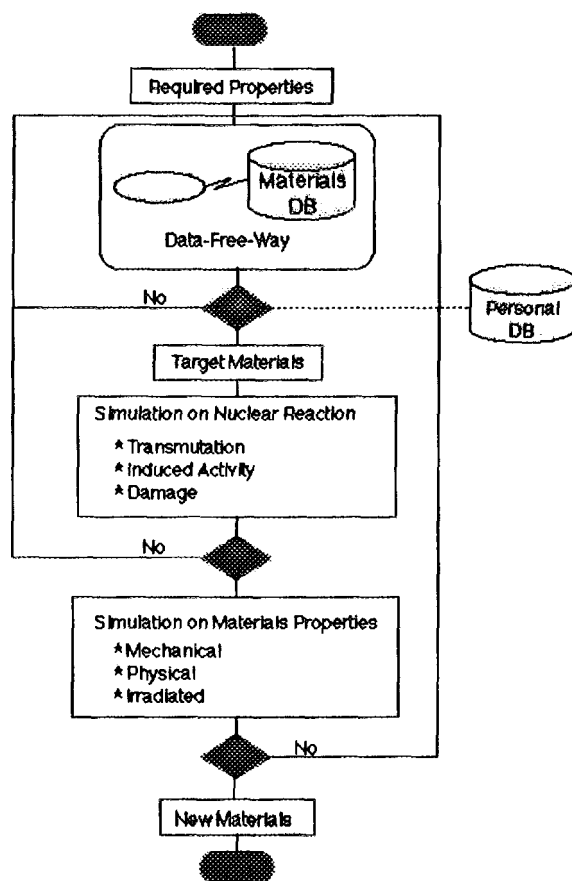 Required Properties
Materials
DB
Data-Free-Way
No
Personal
DB
Target Materials
Simulation on Nuclear Reaction
* Transmutation
* Induced Activity
* Damage
No
Simulation on Materials Properties
* Mechanical
* Physical
* Irradiated
No
New Materials